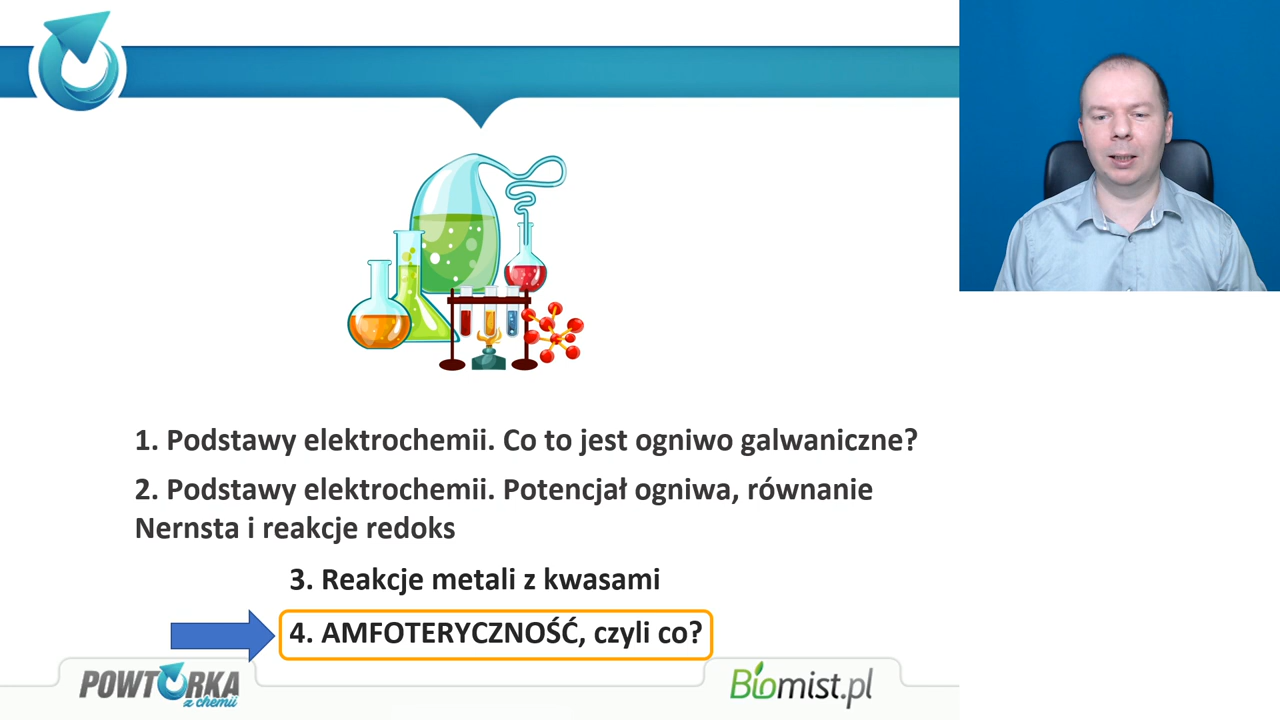 1. Podstawy elektrochemii. Co to jest ogniwo galwaniczne?
2. Podstawy elektrochemii. Potencjał ogniwa, równanie
Nernsta i reakcje redoks
3. Reakcje metali z kwasami
4. AMFOTERYCZNOŚĆ, czyli co?
POWTÓRKA
z chemii
Biomist.pl